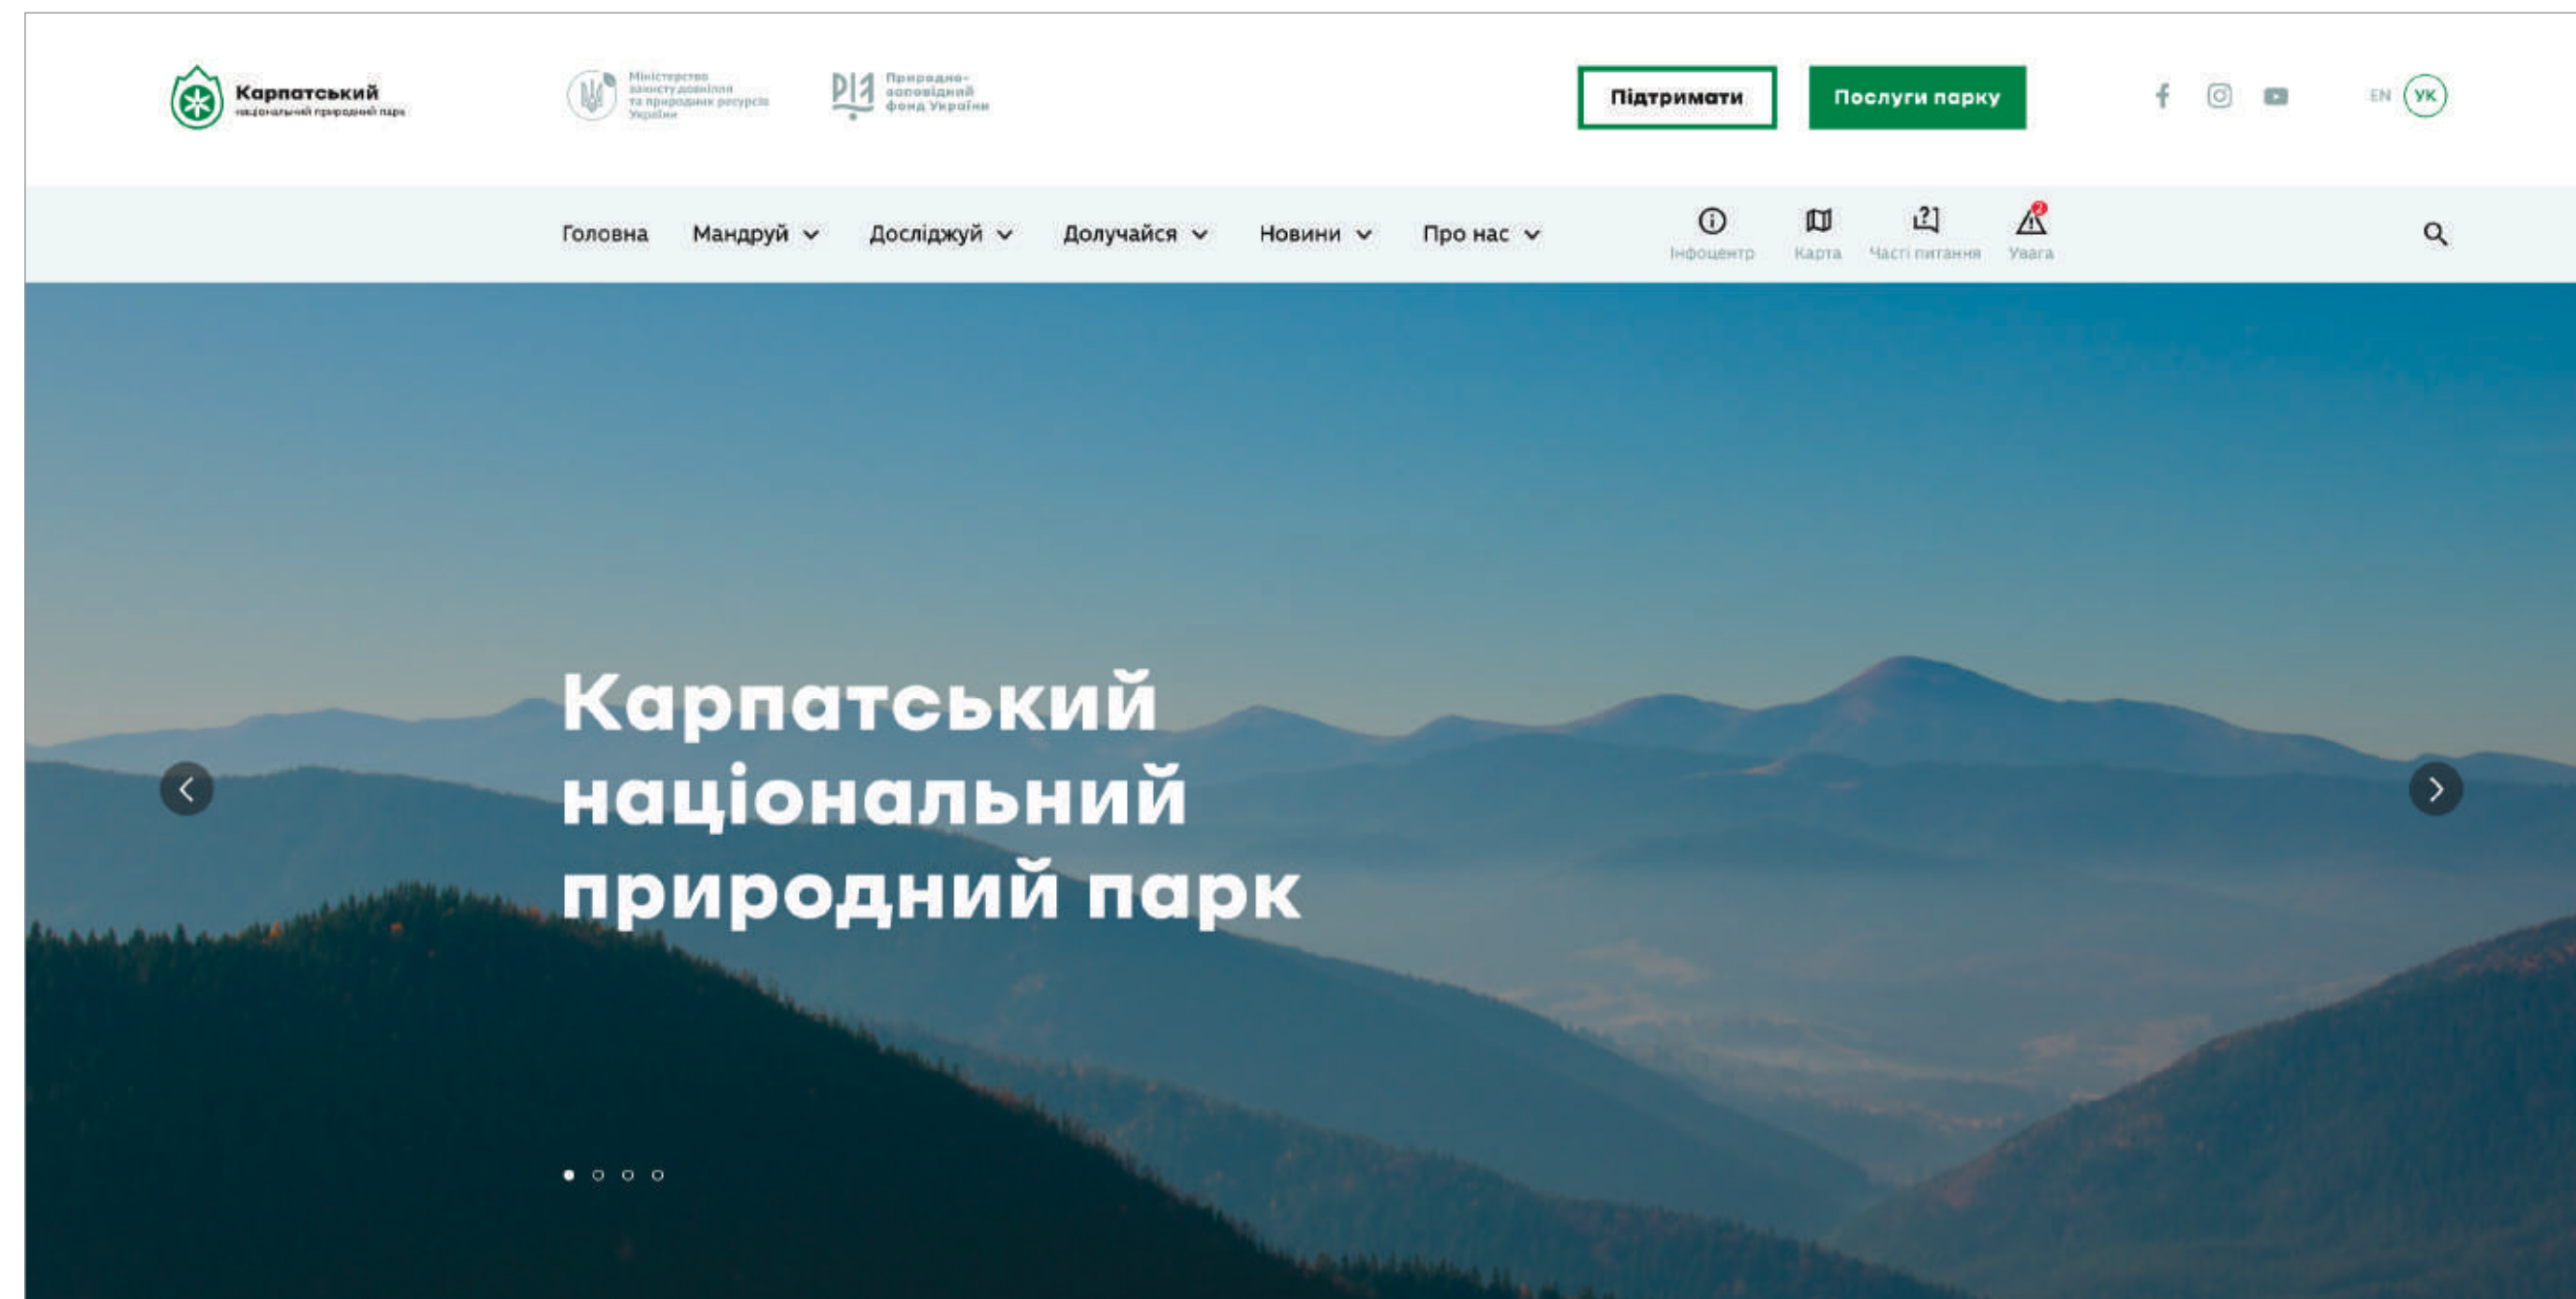 Карпатський
національний природний парк
Міністерство
захисту довкілля
та природних ресурсів
України
Природно-
заповідний
фонд України
Підтримати
Послуги парку
EN УК
Головна Мандруй Досліджуй Долучайся Новини Про нас
Інфоцентр Карта Часті питання Увага
2
Карпатський
національний
природний парк